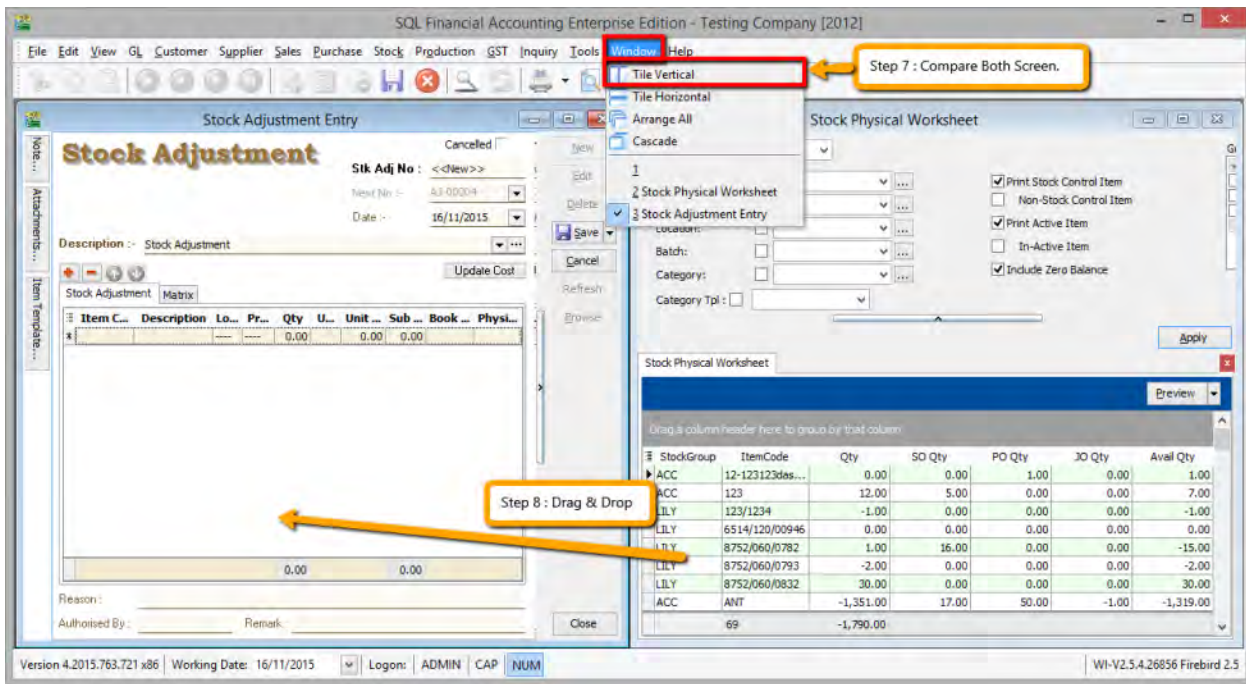 SQL Financial Accounting Enterprise Edition - Testing Company [2012]
File Edit View GL Customer Supplier Sales Purchase Stock Production GST Inquiry Tools Window Help
Step 7 : Compare Both Screen.
Tile Vertical
Tile Horizontal
Arrange All
Cascade
1
2 Stock Physical Worksheet
3 Stock Adjustment Entry
Stock Adjustment Entry
Note...
Attachments...
Item Template...
Stock Adjustment
Cancelled
Stk Adj No : <<New>>
Next No :- AJ-00004
Date :- 16/11/2015
Description :- Stock Adjustment
Update Cost
Stock Adjustment Matrix
Item C... Description Lo... Pr... Qty U... Unit ... Sub ... Book ... Physi...
---- ---- 0.00 0.00 0.00
0.00 0.00
Reason :
Authorised By : Remark:
New
Edit
Delete
Save
Cancel
Refresh
Browse
Close
Step 8 : Drag & Drop
Stock Physical Worksheet
Location:
Batch:
Category:
Category Tpl :
Print Stock Control Item
Non-Stock Control Item
Print Active Item
In-Active Item
Include Zero Balance
Apply
Stock Physical Worksheet
Preview
Drag a column header here to group by that column
StockGroup ItemCode Qty SO Qty PO Qty JO Qty Avail Qty
ACC 12-123123das... 0.00 0.00 1.00 0.00 1.00
ACC 123 12.00 5.00 0.00 0.00 7.00
LILY 123/1234 -1.00 0.00 0.00 0.00 -1.00
LILY 6514/120/00946 0.00 0.00 0.00 0.00 0.00
LILY 8752/060/0782 1.00 16.00 0.00 0.00 -15.00
LILY 8752/060/0793 -2.00 0.00 0.00 0.00 -2.00
LILY 8752/060/0832 30.00 0.00 0.00 0.00 30.00
ACC ANT -1,351.00 17.00 50.00 -1.00 -1,319.00
69 -1,790.00
Version 4.2015.763.721 x86 Working Date: 16/11/2015 Logon: ADMIN CAP NUM WI-V2.5.4.26856 Firebird 2.5